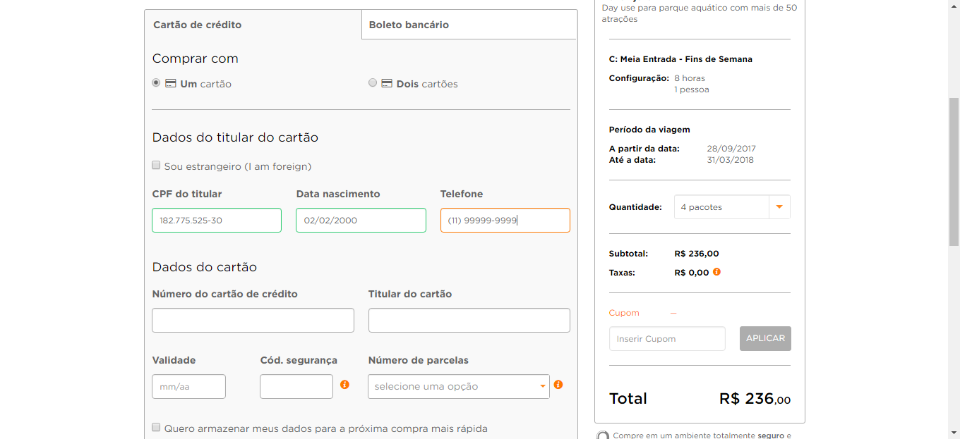 Cartão de crédito
Boleto bancário
Comprar com
Um cartão
Dois cartões
Dados do titular do cartão
Sou estrangeiro (I am foreign)
CPF do titular
Data nascimento
Telefone
182.775.525-30
02/02/2000
(11) 99999-9999
Dados do cartão
Número do cartão de crédito
Titular do cartão
Validade
Cód. segurança
Número de parcelas
mm/aa
selecione uma opção
Quero armazenar meus dados para a próxima compra mais rápida
Day use para parque aquático com mais de 50
atrações
C: Meia Entrada - Fins de Semana
Configuração: 8 horas
1 pessoa
Período da viagem
A partir da data: 28/09/2017
Até a data: 31/03/2018
Quantidade: 4 pacotes
Subtotal: R$ 236,00
Taxas: R$ 0,00
Cupom —
Inserir Cupom
APLICAR
Total R$ 236,00
Compre em um ambiente totalmente seguro e